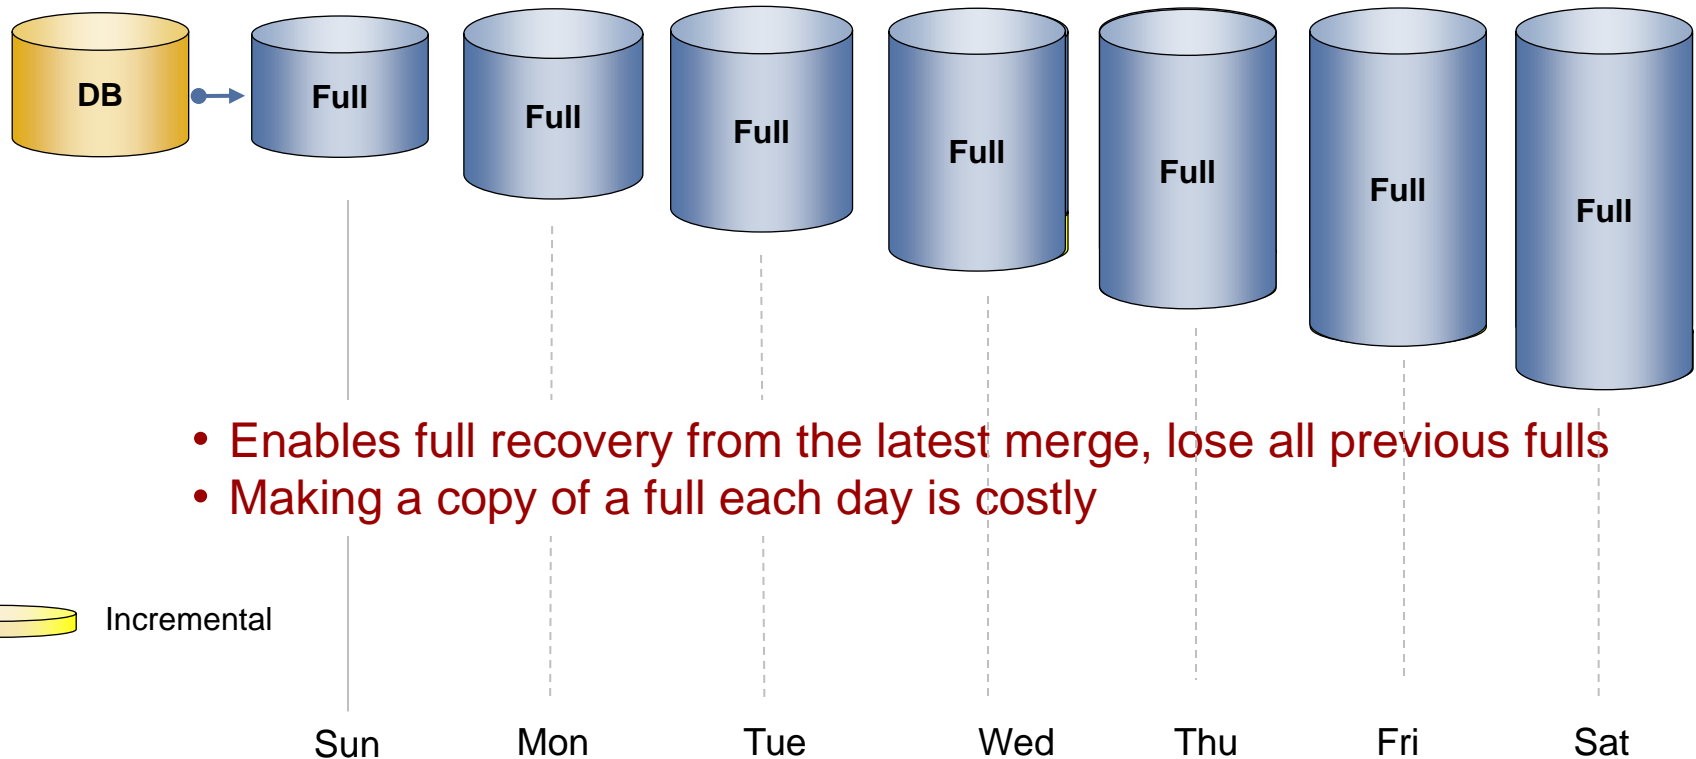 DB
Full
Full
Full
Full
Full
Full
Full
• Enables full recovery from the latest merge, lose all previous fulls
• Making a copy of a full each day is costly
Incremental
Sun Mon Tue Wed Thu Fri Sat